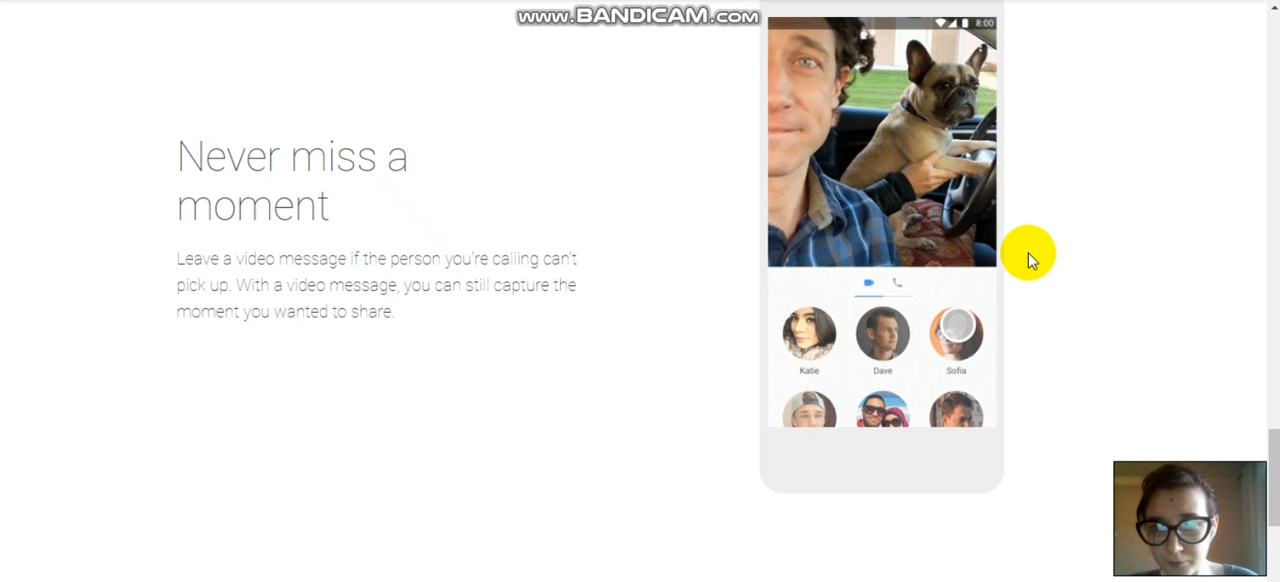 www.BANDICAM.com
8:00
Never miss a
moment
Leave a video message if the person you're calling can't
pick up. With a video message, you can still capture the
moment you wanted to share.
Katie Dave Sofia